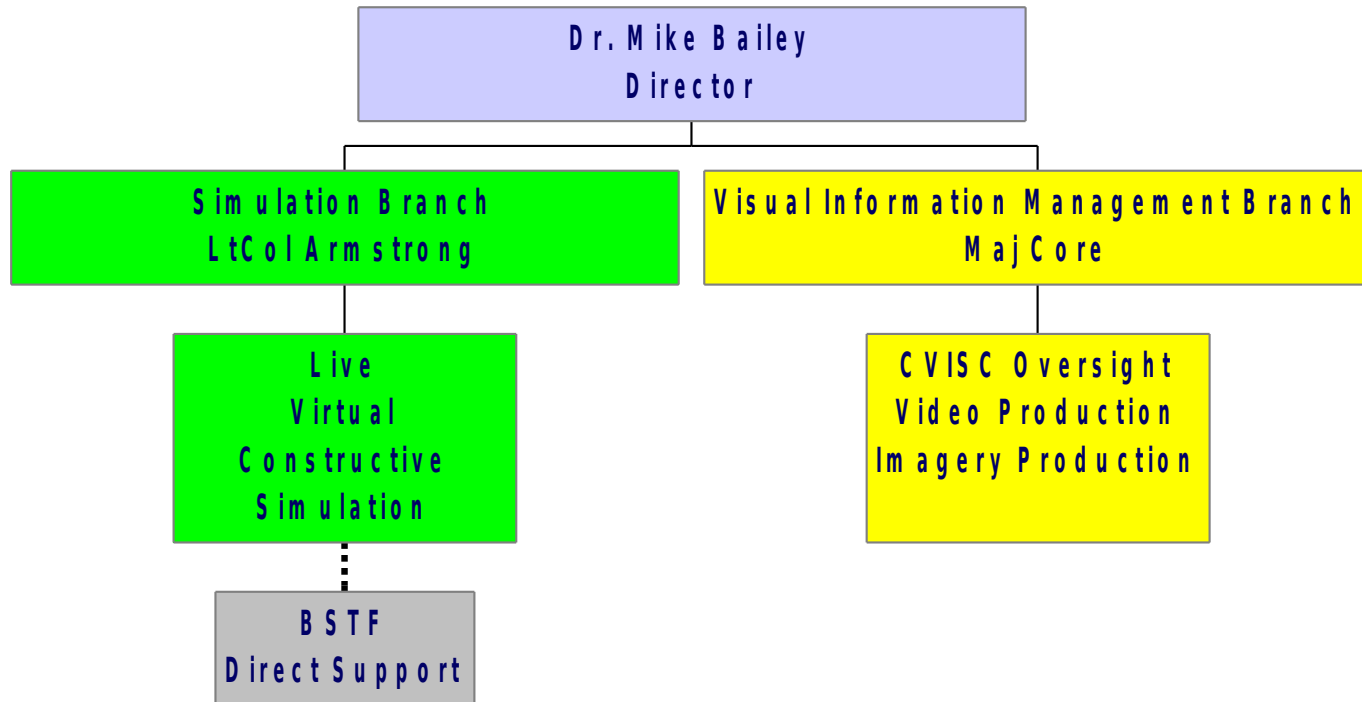 Dr. Mike Bailey
Director
Simulation Branch
LtCol Armstrong
Visual Information Management Branch
Maj Core
Live
Virtual
Constructive
Simulation
CVISC Oversight
Video Production
Imagery Production
BSTF
Direct Support